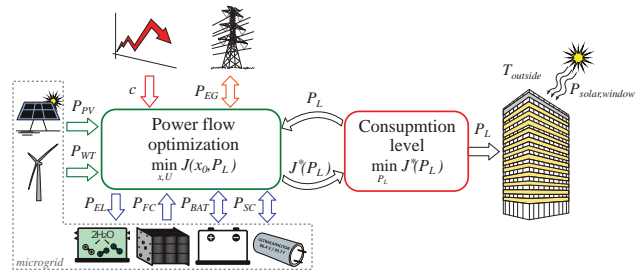 c
P_EG
T_outside
P_solar,window
P_PV
P_WT
Power flow
optimization
min J(x_0, P_L)
x,U
P_L
J*(P_L)
Consupmtion
level
min J*(P_L)
P_L
P_L
P_EL
P_FC
P_BAT
P_SC
2H₂O
ULTRACAPACITOR
microgrid